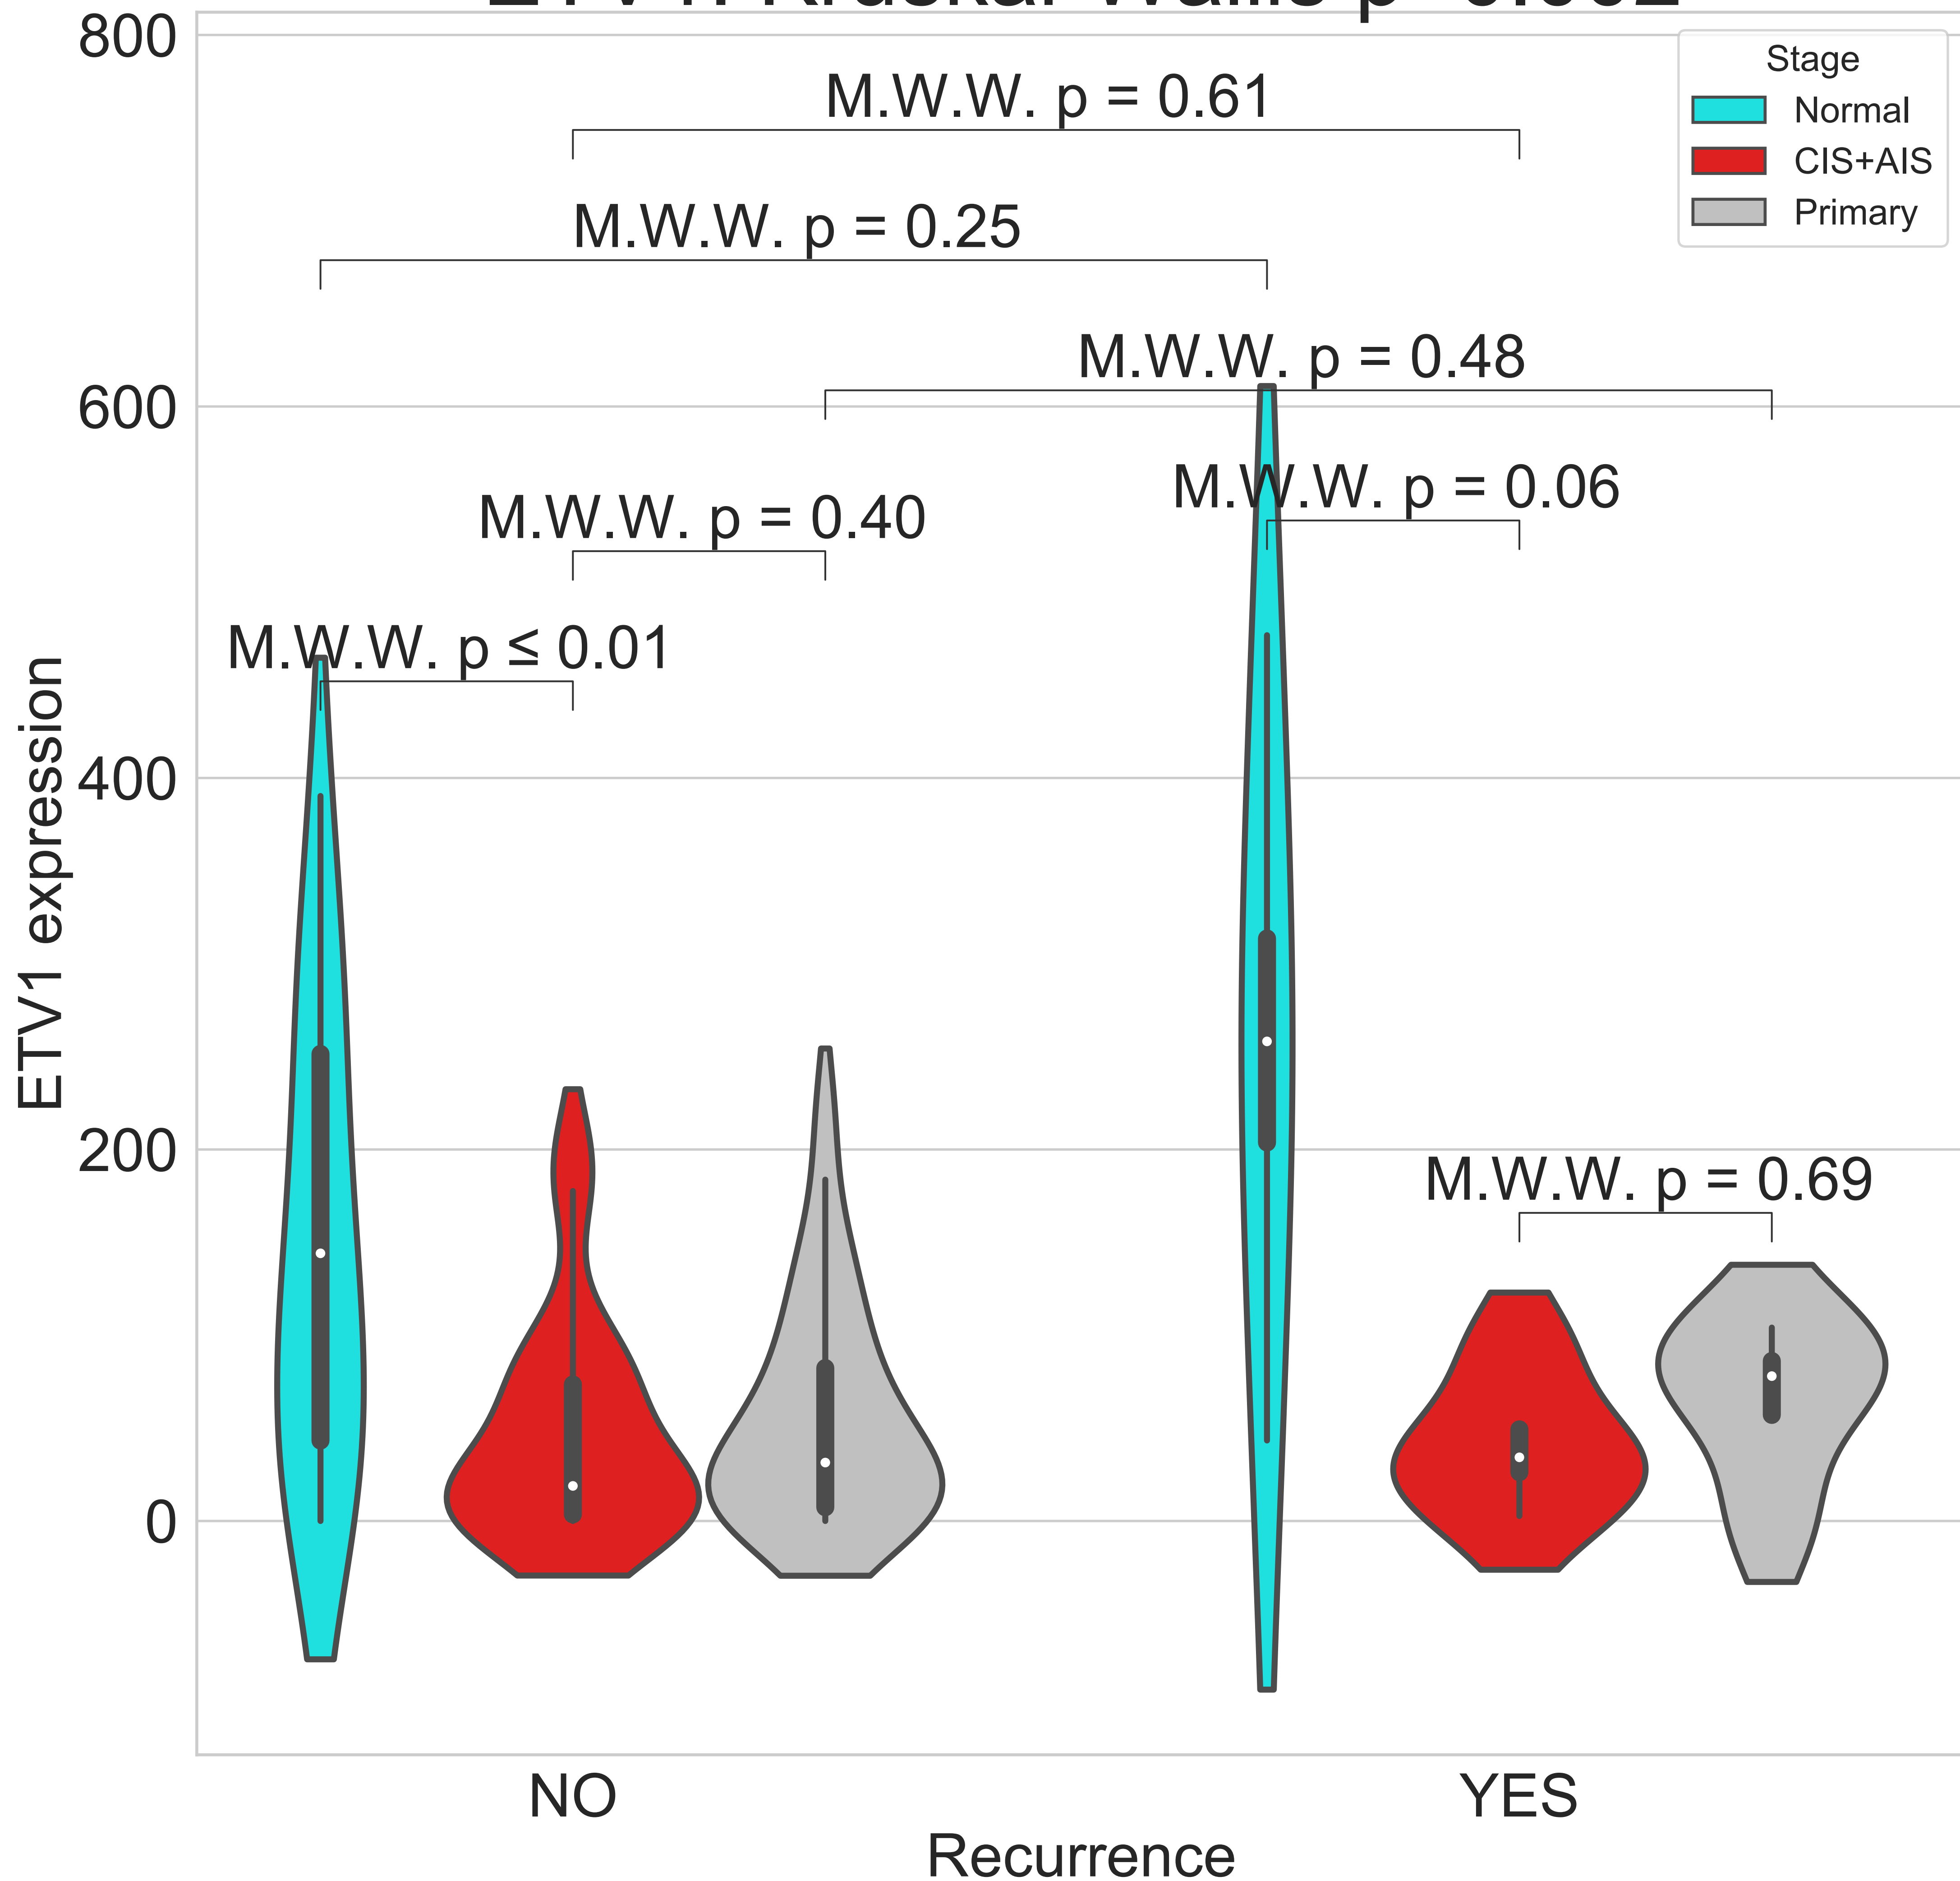 800
Stage
Normal
CIS+AIS
Primary
M.W.W. p = 0.61
M.W.W. p = 0.25
M.W.W. p = 0.48
600
M.W.W. p = 0.06
M.W.W. p = 0.40
M.W.W. p ≤ 0.01
ETV1 expression
400
200
M.W.W. p = 0.69
0
NO
YES
Recurrence